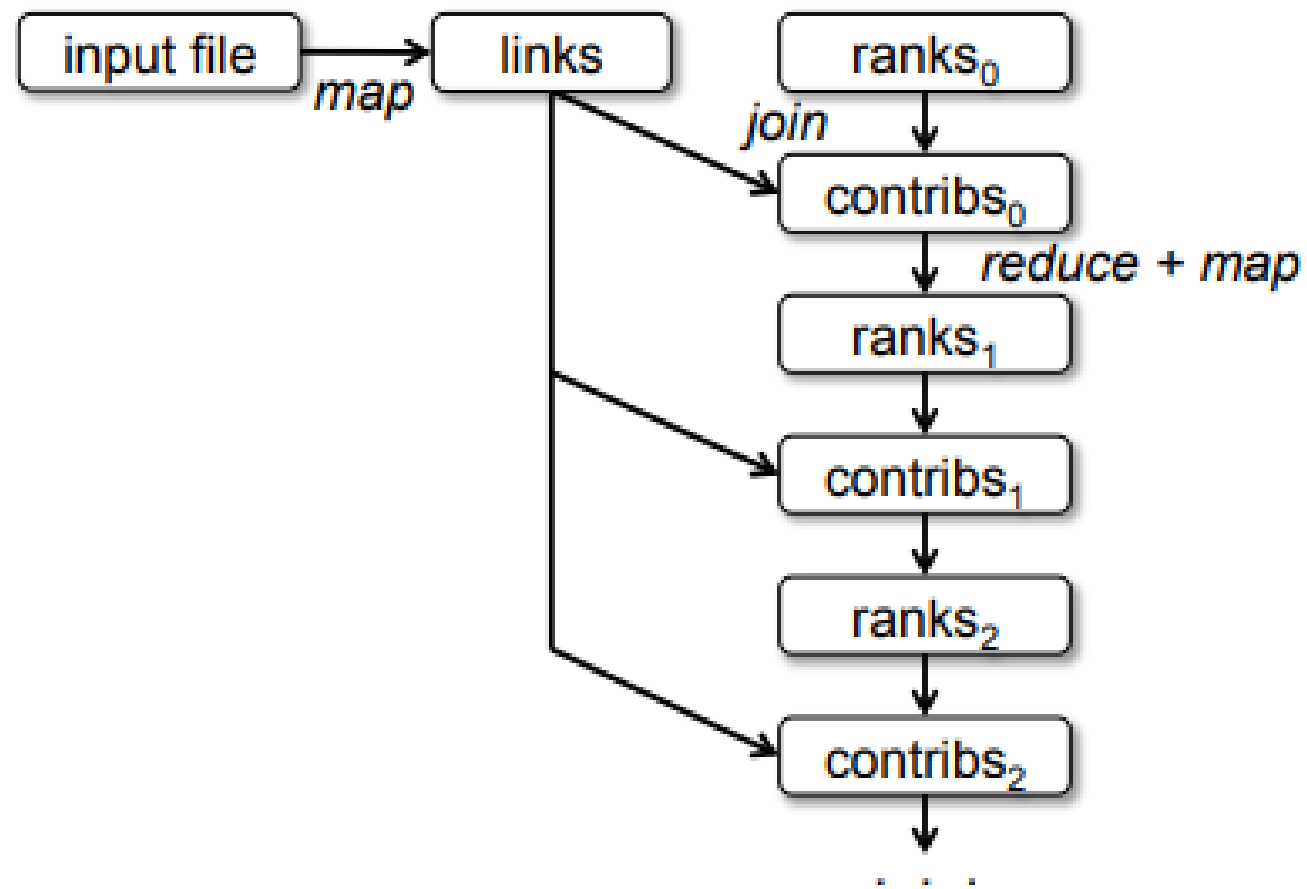 input file
map
links
ranks₀
join
contribs₀
reduce + map
ranks₁
contribs₁
ranks₂
contribs₂